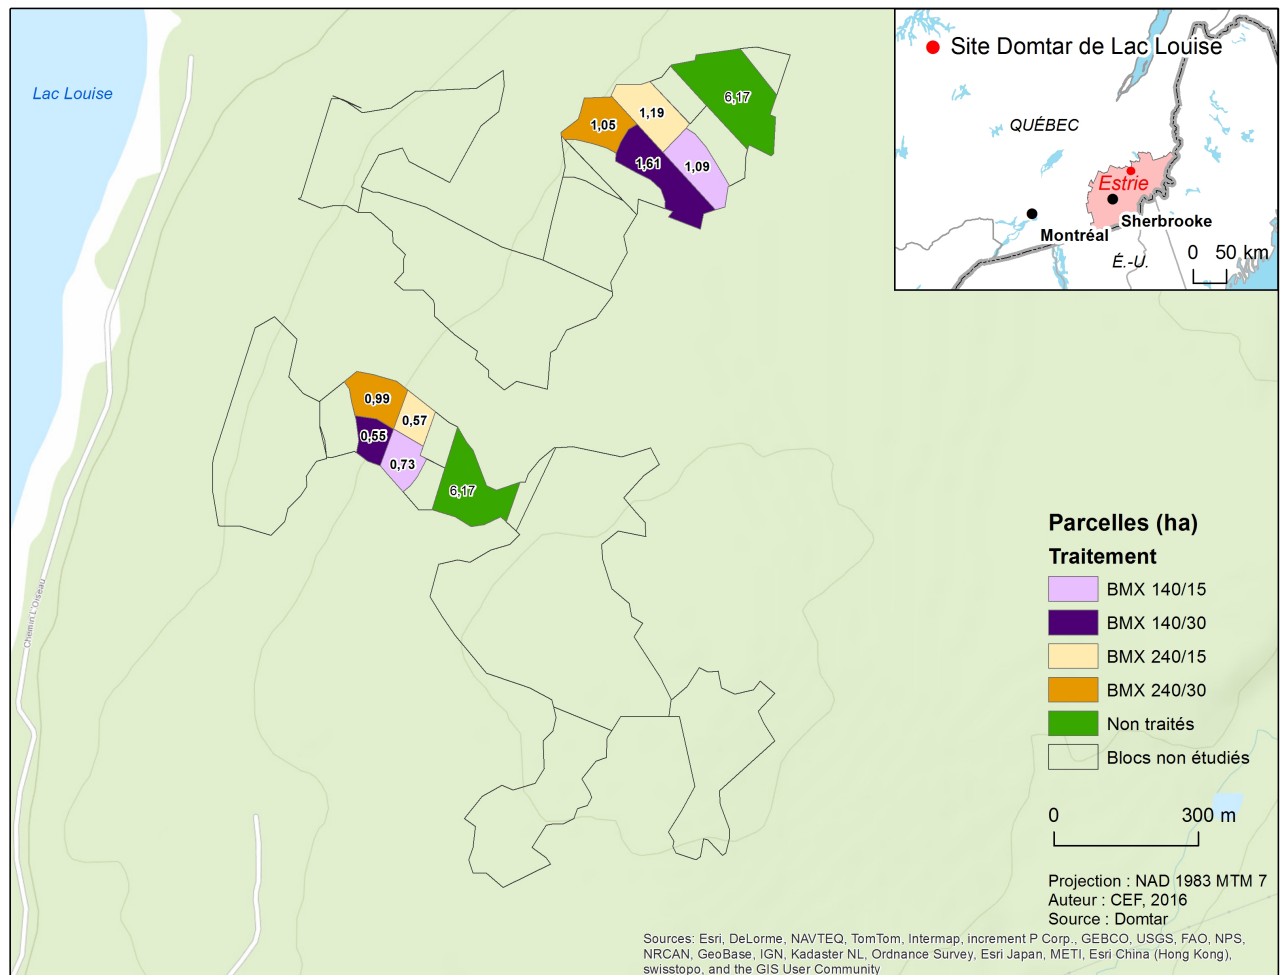 Lac Louise
Site Domtar de Lac Louise
QUÉBEC
Estrie
Sherbrooke
Montréal
É.-U.
0 50 km
6,17
1,19
1,05
1,61
1,09
0,99
0,57
0,55
0,73
6,17
Chemin L'Oiseau
Parcelles (ha)
Traitement
BMX 140/15
BMX 140/30
BMX 240/15
BMX 240/30
Non traités
Blocs non étudiés
0 300 m
Projection : NAD 1983 MTM 7
Auteur : CEF, 2016
Source : Domtar
Sources: Esri, DeLorme, NAVTEQ, TomTom, Intermap, increment P Corp., GEBCO, USGS, FAO, NPS,
NRCAN, GeoBase, IGN, Kadaster NL, Ordnance Survey, Esri Japan, METI, Esri China (Hong Kong),
swisstopo, and the GIS User Community